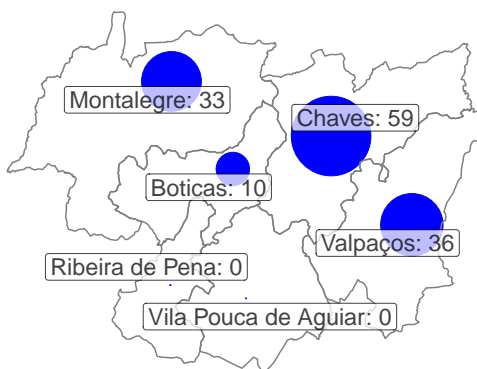 Montalegre: 33
Chaves: 59
Boticas: 10
Valpaços: 36
Ribeira de Pena: 0
Vila Pouca de Aguiar: 0